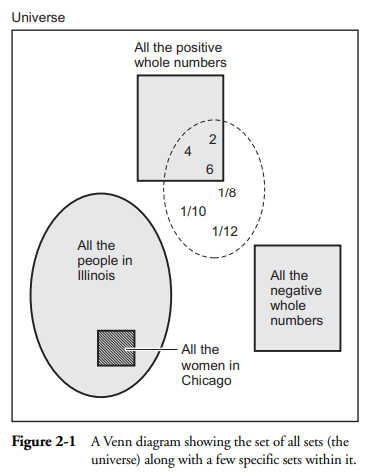 Universe
All the positive
whole numbers
2
4
6
1/8
1/10
1/12
All the
people in
Illinois
All the
negative
whole
numbers
All the
women in
Chicago
Figure 2-1 A Venn diagram showing the set of all sets (the
universe) along with a few specific sets within it.